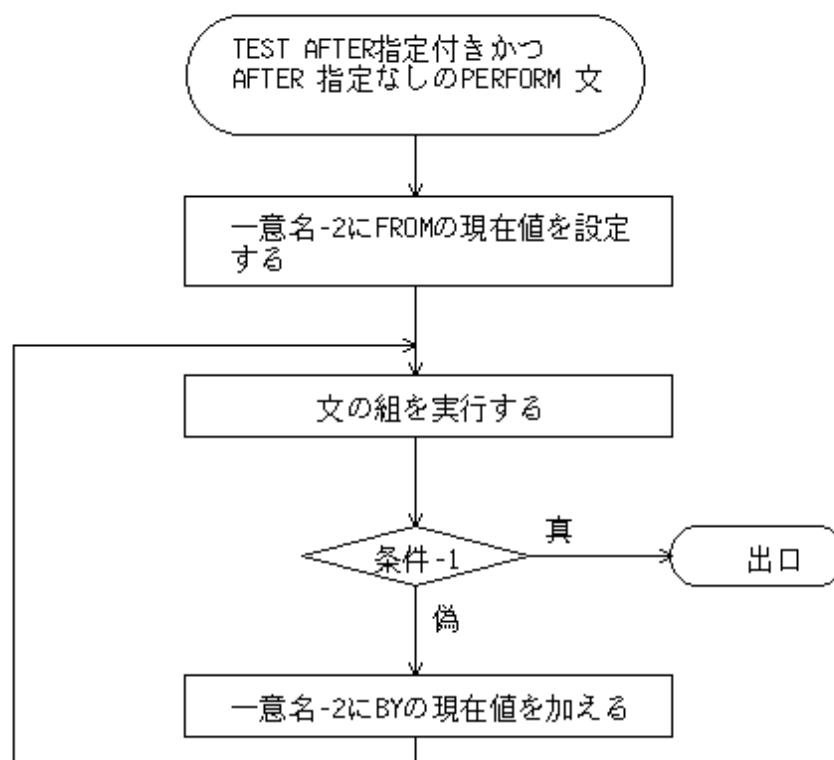 TEST AFTER指定付きかつ
AFTER 指定なしのPERFORM 文
一意名-2にFROMの現在値を設定
する
文の組を実行する
条件-1
真
出口
偽
一意名-2にBYの現在値を加える